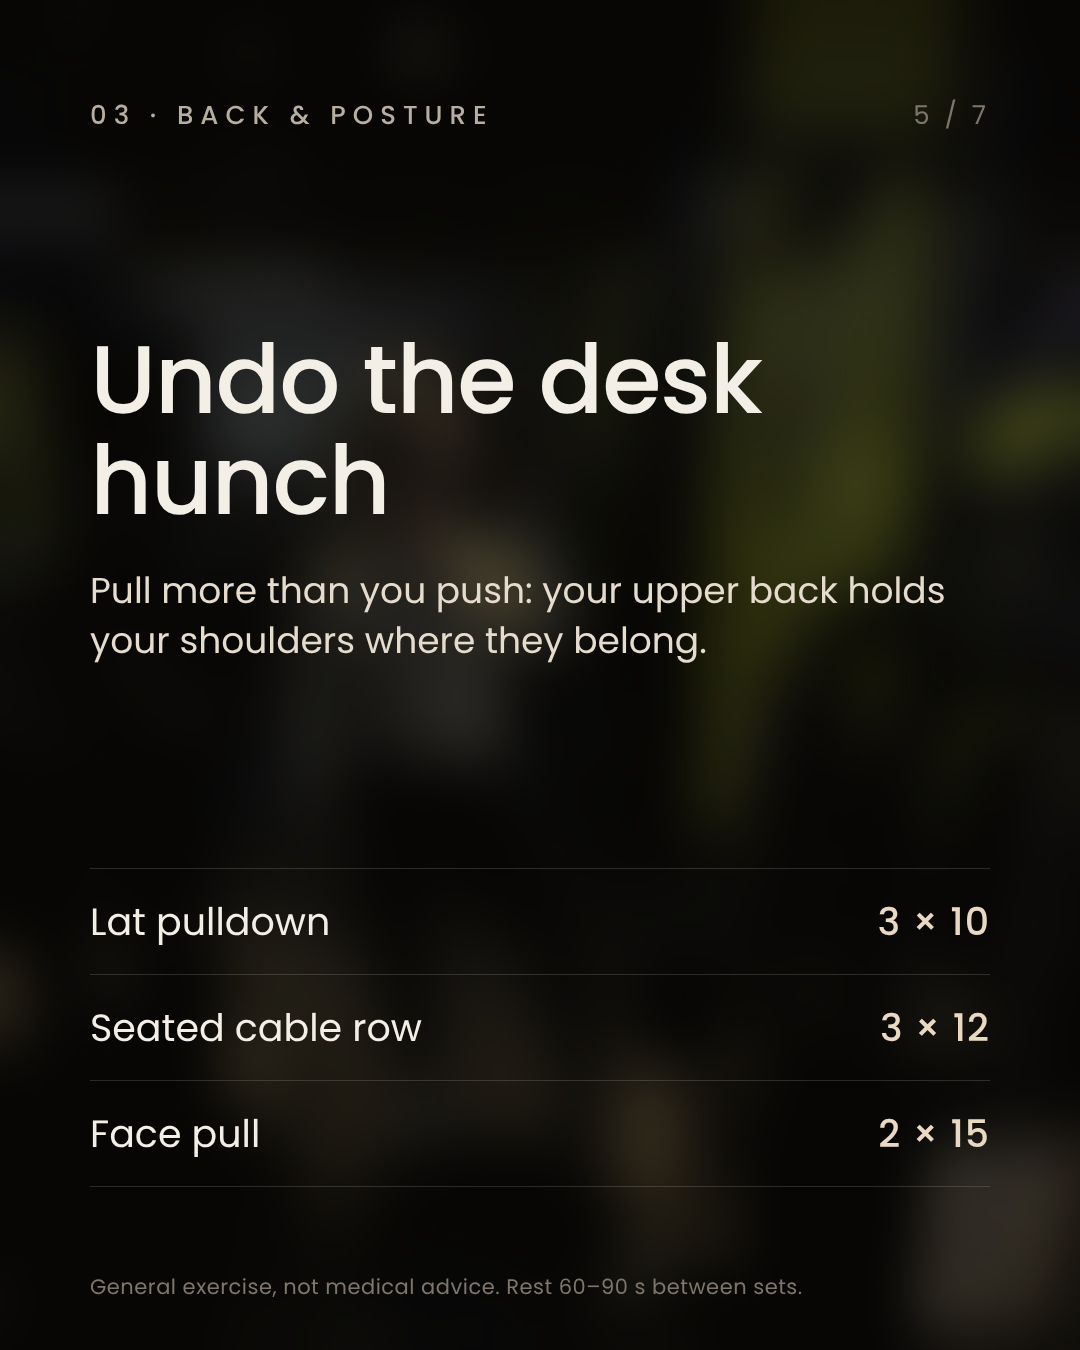 03 · BACK & POSTURE
5 / 7
Undo the desk
hunch
Pull more than you push: your upper back holds
your shoulders where they belong.
Lat pulldown 3 × 10
Seated cable row 3 × 12
Face pull 2 × 15
General exercise, not medical advice. Rest 60–90 s between sets.